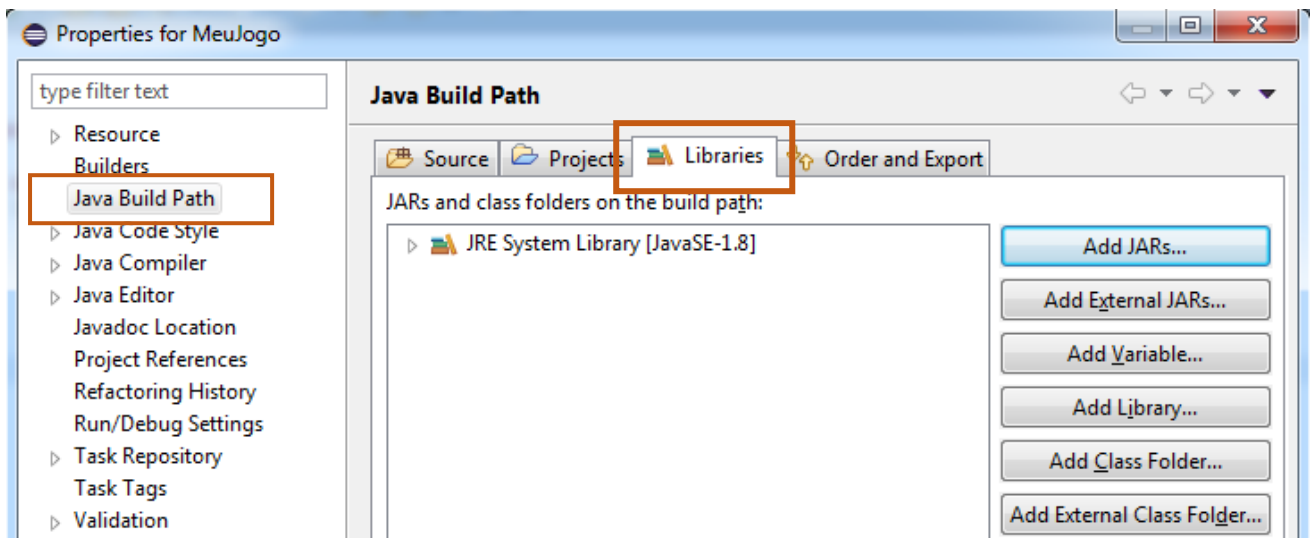 Properties for MeuJogo
type filter text
Resource
Builders
Java Build Path
Java Code Style
Java Compiler
Java Editor
Javadoc Location
Project References
Refactoring History
Run/Debug Settings
Task Repository
Task Tags
Validation
Java Build Path
Source Projects Libraries Order and Export
JARs and class folders on the build path:
JRE System Library [JavaSE-1.8]
Add JARs...
Add External JARs...
Add Variable...
Add Library...
Add Class Folder...
Add External Class Folder...